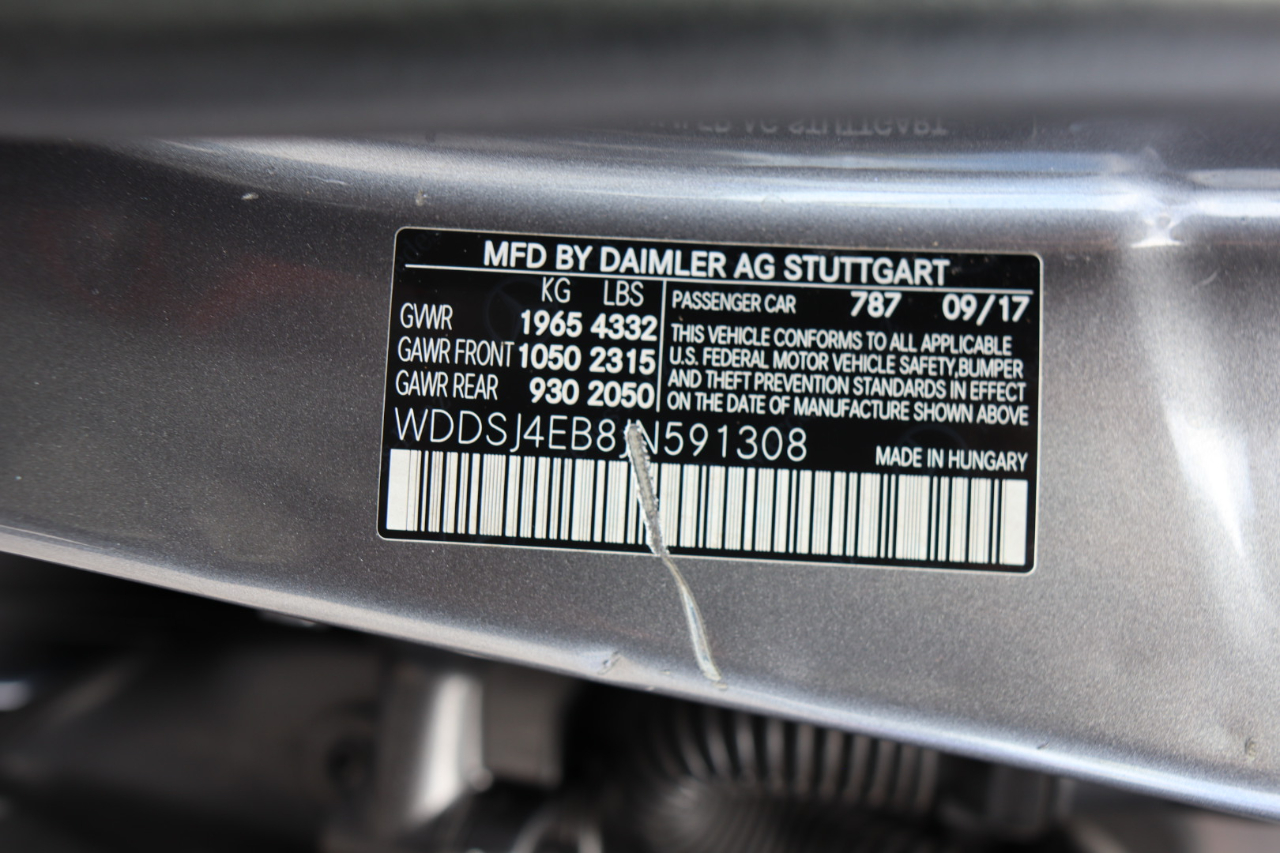 MFD BY DAIMLER AG STUTTGART
KG LBS
GVWR 1965 4332
GAWR FRONT 1050 2315
GAWR REAR 930 2050
PASSENGER CAR 787 09/17
THIS VEHICLE CONFORMS TO ALL APPLICABLE
U.S. FEDERAL MOTOR VEHICLE SAFETY,BUMPER
AND THEFT PREVENTION STANDARDS IN EFFECT
ON THE DATE OF MANUFACTURE SHOWN ABOVE
WDDSJ4EB8JN591308
MADE IN HUNGARY